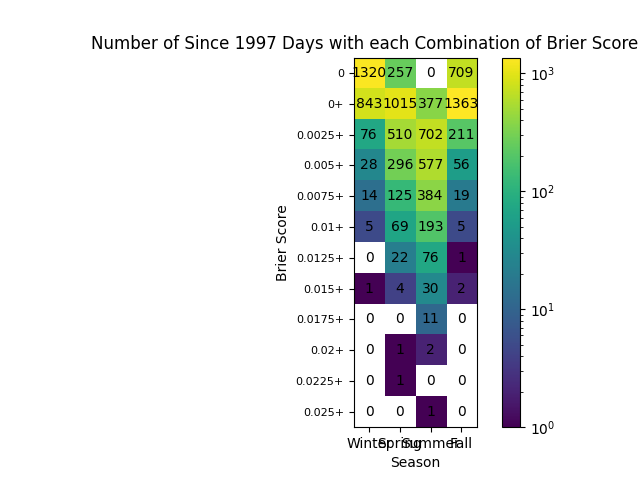 Number of Since 1997 Days with each Combination of Brier Score
0 1320 257 0 709
0+ 843 1015 377 1363
0.0025+ 76 510 702 211
0.005+ 28 296 577 56
0.0075+ 14 125 384 19
0.01+ 5 69 193 5
0.0125+ 0 22 76 1
0.015+ 1 4 30 2
0.0175+ 0 0 11 0
0.02+ 0 1 2 0
0.0225+ 0 1 0 0
0.025+ 0 0 1 0
Winter Spring Summer Fall
Season
Brier Score
10³
10²
10¹
10⁰